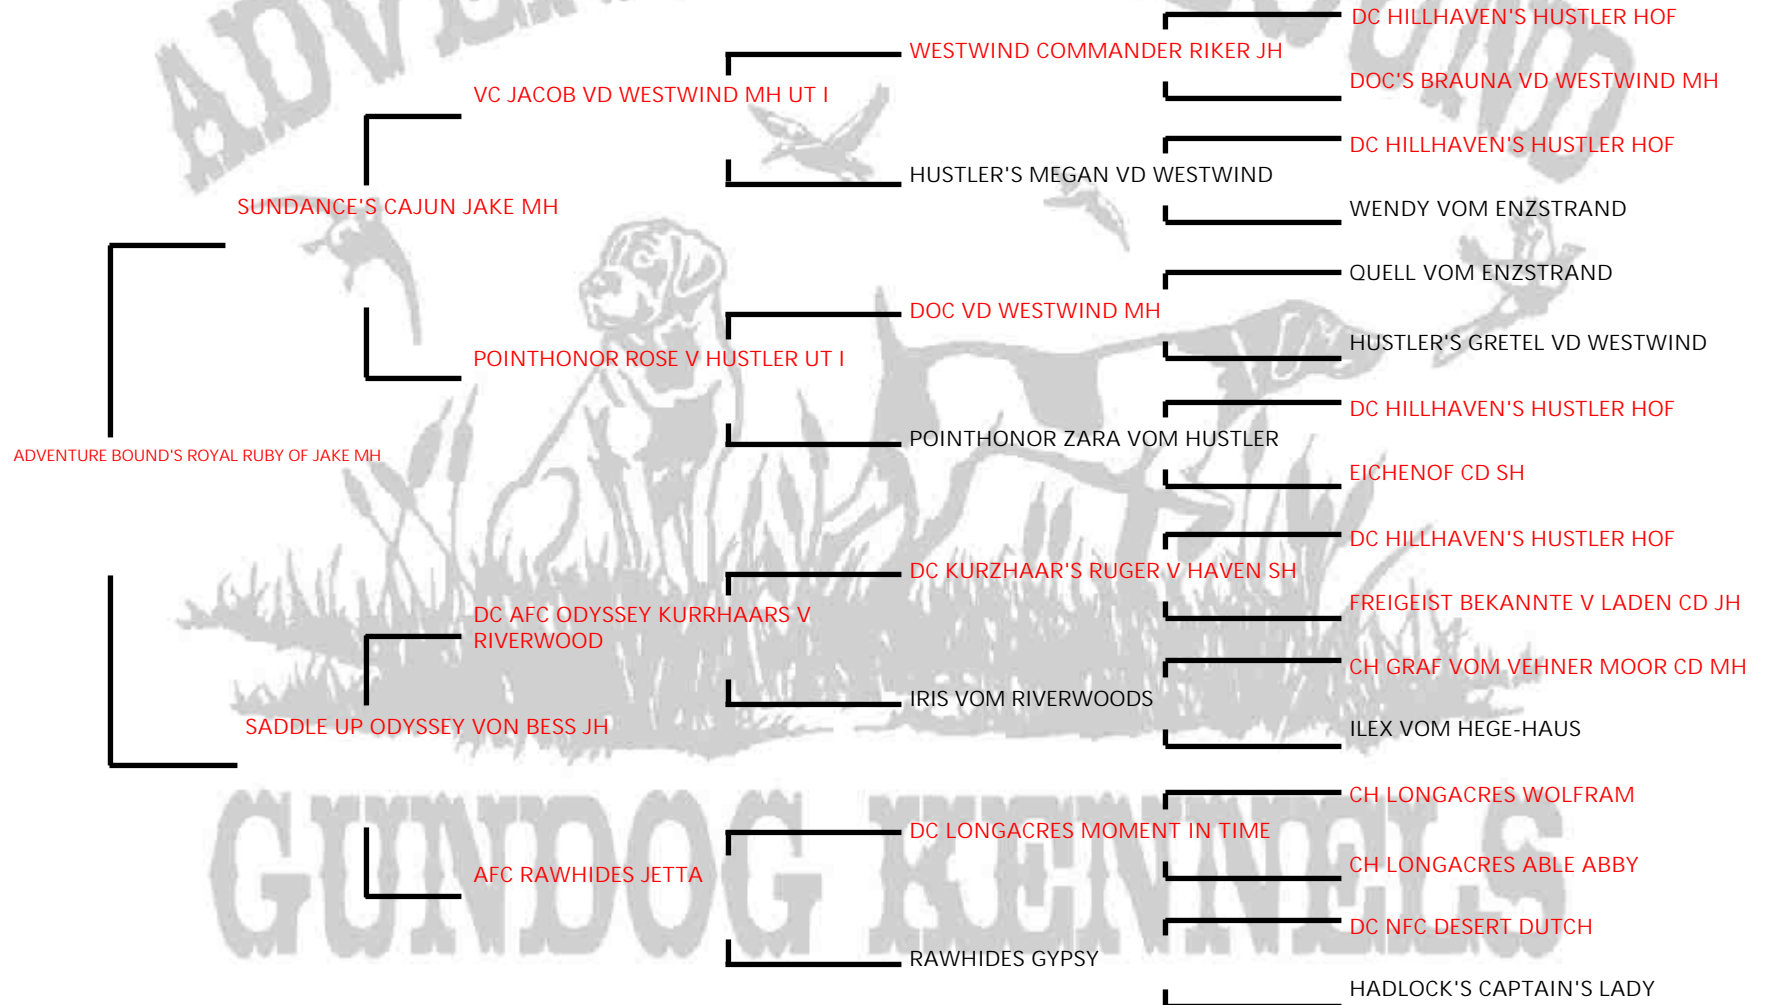 ADVENTURE BOUND
DC HILLHAVEN'S HUSTLER HOF
WESTWIND COMMANDER RIKER JH
DOC'S BRAUNA VD WESTWIND MH
VC JACOB VD WESTWIND MH UT I
DC HILLHAVEN'S HUSTLER HOF
HUSTLER'S MEGAN VD WESTWIND
WENDY VOM ENZSTRAND
SUNDANCE'S CAJUN JAKE MH
QUELL VOM ENZSTRAND
DOC VD WESTWIND MH
HUSTLER'S GRETEL VD WESTWIND
POINTHONOR ROSE V HUSTLER UT I
DC HILLHAVEN'S HUSTLER HOF
POINTHONOR ZARA VOM HUSTLER
EICHENOF CD SH
ADVENTURE BOUND'S ROYAL RUBY OF JAKE MH
DC HILLHAVEN'S HUSTLER HOF
DC KURZHAAR'S RUGER V HAVEN SH
FREIGEIST BEKANNTE V LADEN CD JH
DC AFC ODYSSEY KURRHAARS V
RIVERWOOD
CH GRAF VOM VEHNER MOOR CD MH
IRIS VOM RIVERWOODS
ILEX VOM HEGE-HAUS
SADDLE UP ODYSSEY VON BESS JH
CH LONGACRES WOLFRAM
DC LONGACRES MOMENT IN TIME
CH LONGACRES ABLE ABBY
AFC RAWHIDES JETTA
DC NFC DESERT DUTCH
RAWHIDES GYPSY
HADLOCK'S CAPTAIN'S LADY
GUNDOG KENNELS